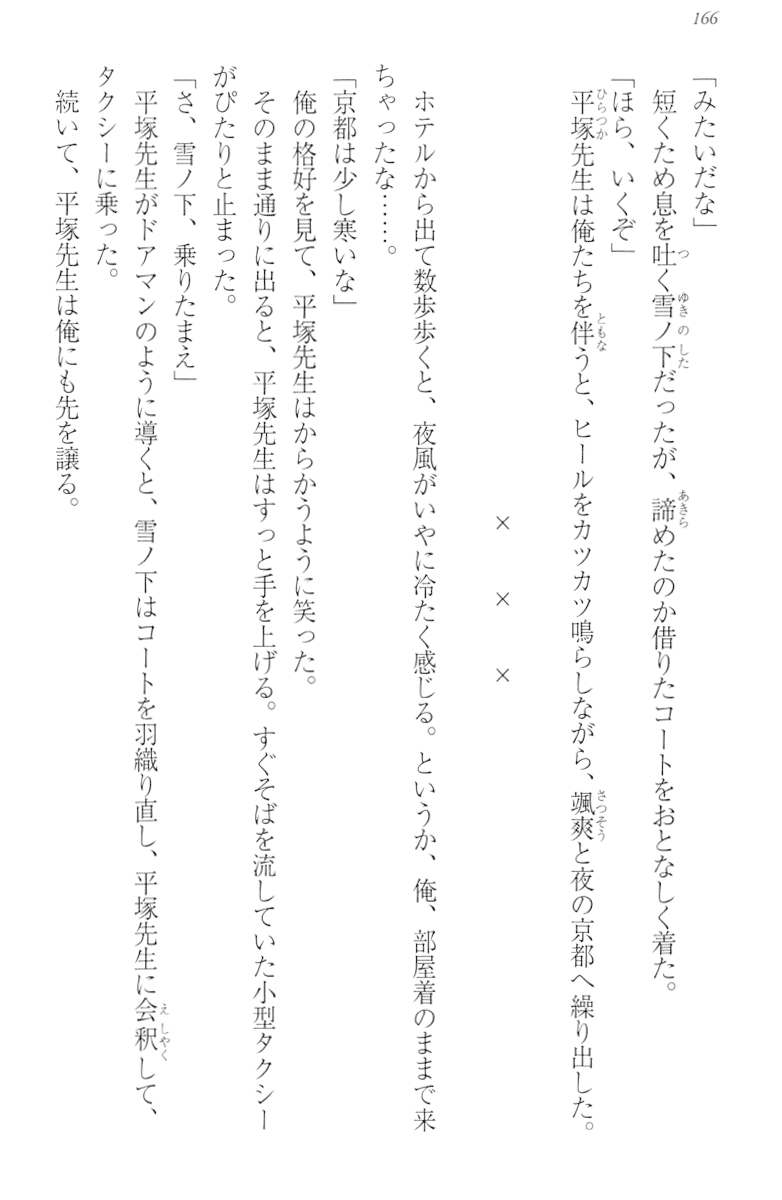 166
「みたいだな」
短くため息を吐く雪ノ下だったが、諦めたのか借りたコートをおとなしく着た。
「ほら、いくぞ」
平塚先生は俺たちを伴うと、ヒールをカツカツ鳴らしながら、颯爽と夜の京都へ繰り出した。
× × ×
ホテルから出て数歩歩くと、夜風がいやに冷たく感じる。というか、俺、部屋着のままで来
ちゃったな……。
「京都は少し寒いな」
俺の格好を見て、平塚先生はからかうように笑った。
そのまま通りに出ると、平塚先生はすっと手を上げる。すぐそばを流していた小型タクシー
がぴたりと止まった。
「さ、雪ノ下、乗りたまえ」
平塚先生がドアマンのように導くと、雪ノ下はコートを羽織り直し、平塚先生に会釈して、
タクシーに乗った。
続いて、平塚先生は俺にも先を譲る。